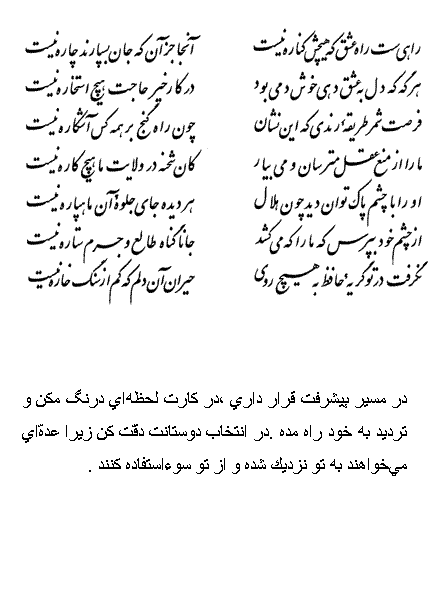 راهی‌ست راه عشق که هیچش کناره نیست    آنجا جز آن که جان بسپارند چاره نیست
هر گه که دل به عشق دهی خوش دمی بود    در کار خیر حاجت هیچ استخاره نیست
ما را ز منع عقل مترسان و می بیار    کان شحنه در ولایت ما هیچ کاره نیست
از چشم خود بپرس که ما را که می‌کشد    جانا گناه طالع و جرم ستاره نیست
او را به چشم پاک توان دید چون هلال    هر دیده جای جلوهٔ آن ماهپاره نیست
فرصت شمر طریقهٔ رندی که این نشان    چون راه گنج بر همه کس آشکاره نیست
نگرفت در تو گریهٔ حافظ به هیچ روی    حیران آن دلم که کم از سنگ خاره نیست
در مسير پيشرفت قرار داري ،در كارت لحظه‌اي درنگ مكن و
ترديد به خود راه مده .در انتخاب دوستانت دقت كن زيرا عده‌اي
مي‌خواهند به تو نزديك شده و از تو سوء‌استفاده كنند .